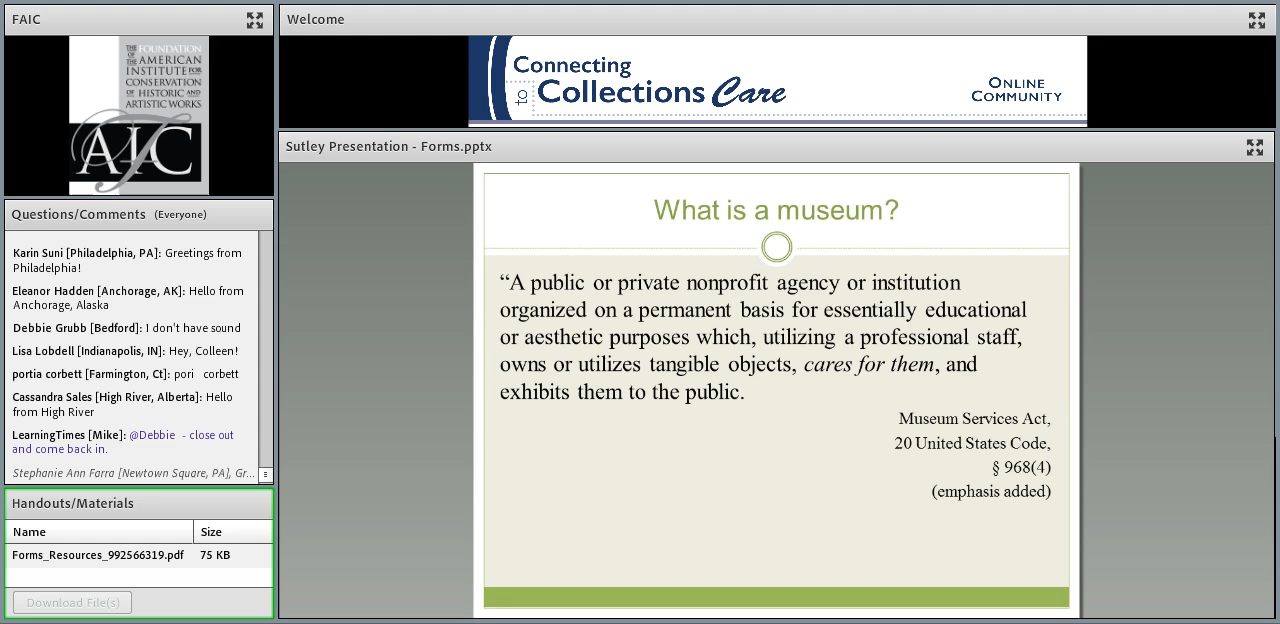 FAIC
THE FOUNDATION
OF THE AMERICAN
INSTITUTE FOR
CONSERVATION
OF HISTORIC AND
ARTISTIC WORKS
FAIC
Questions/Comments (Everyone)
Karin Suni [Philadelphia, PA]: Greetings from
Philadelphia!
Eleanor Hadden [Anchorage, AK]: Hello from
Anchorage, Alaska
Debbie Grubb [Bedford]: I don't have sound
Lisa Lobdell [Indianapolis, IN]: Hey, Colleen!
portia corbett [Farmington, Ct]: pori corbett
Cassandra Sales [High River, Alberta]: Hello
from High River
LearningTimes [Mike]: @Debbie - close out
and come back in.
Stephanie Ann Farra [Newtown Square, PA], Gr...
Handouts/Materials
Name Size
Forms_Resources_992566319.pdf 75 KB
Download File(s)
Welcome
Connecting
to Collections Care
ONLINE
COMMUNITY
Sutley Presentation - Forms.pptx
What is a museum?
“A public or private nonprofit agency or institution
organized on a permanent basis for essentially educational
or aesthetic purposes which, utilizing a professional staff,
owns or utilizes tangible objects, cares for them, and
exhibits them to the public.
Museum Services Act,
20 United States Code,
§ 968(4)
(emphasis added)